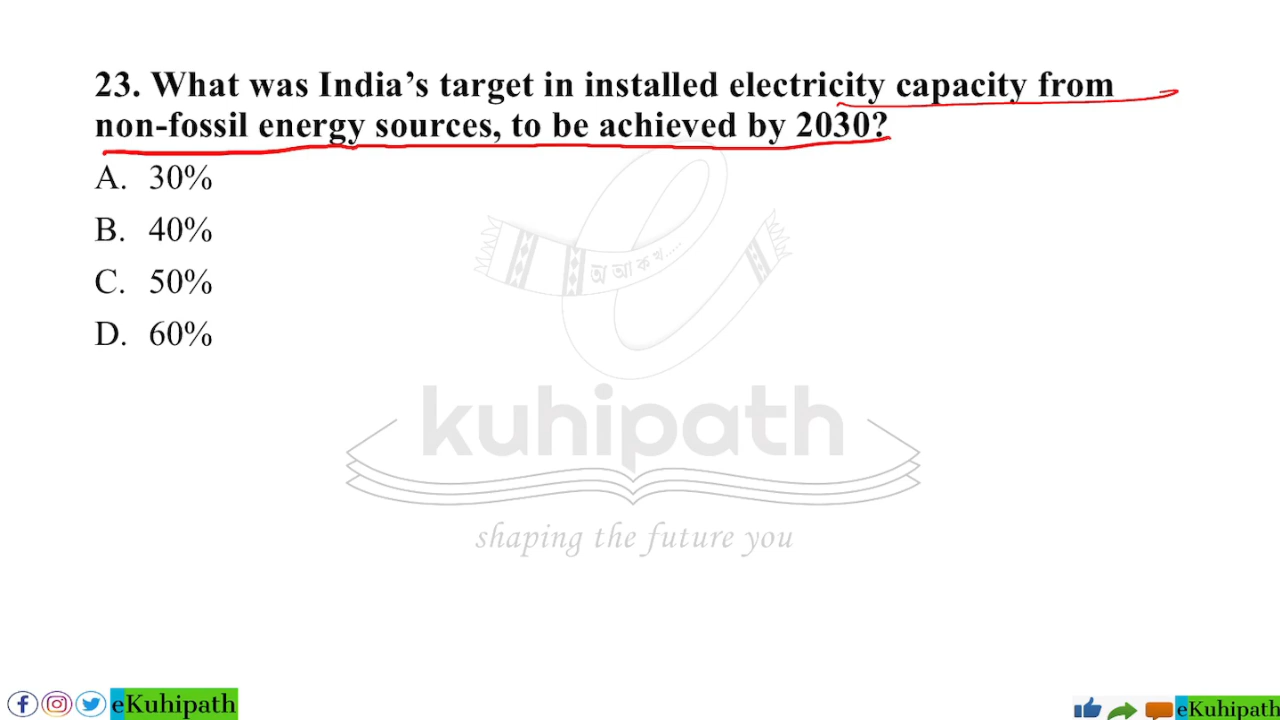 23. What was India's target in installed electricity capacity from
non-fossil energy sources, to be achieved by 2030?
A. 30%
B. 40%
C. 50%
D. 60%
অ আ ক খ.....
kuhipath
shaping the future you
eKuhipath
eKuhipath